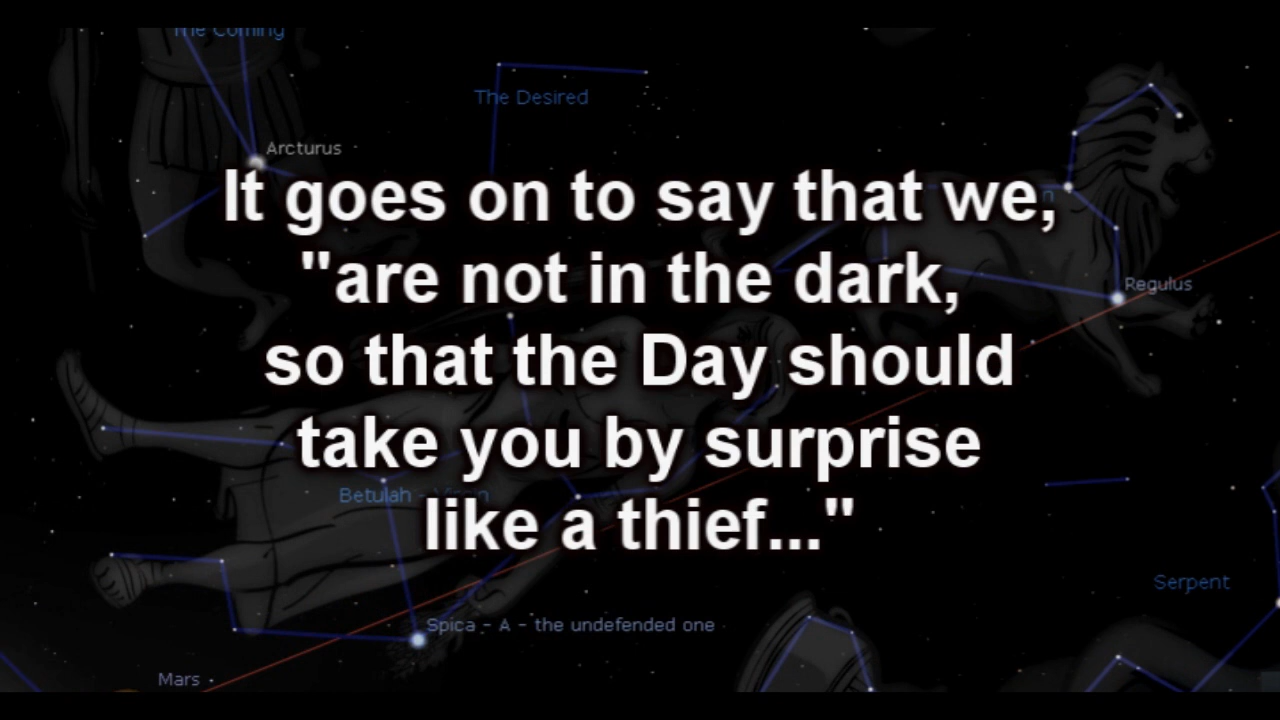 The Coming
The Desired
Arcturus
It goes on to say that we,
"are not in the dark,
Regulus
so that the Day should
take you by surprise
Betulah - Virgin
like a thief..."
Serpent
Spica - A - the undefended one
Mars